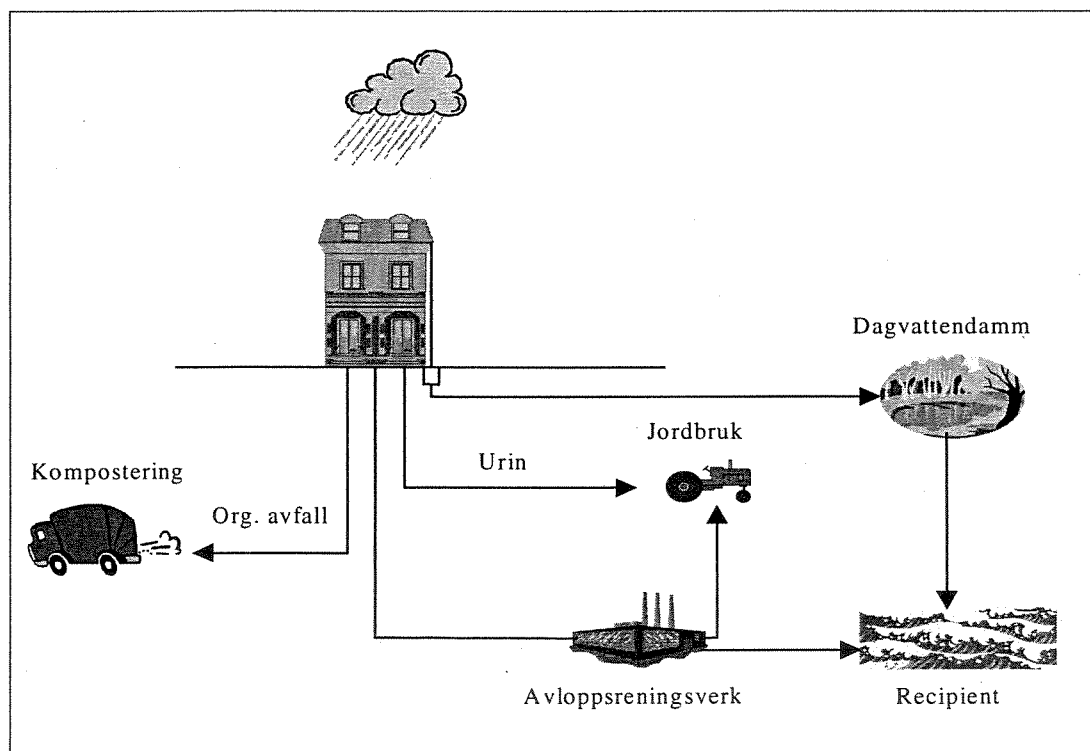 Dagvattendamm
Jordbruk
Kompostering
Urin
Org. avfall
Avloppsreningsverk
Recipient